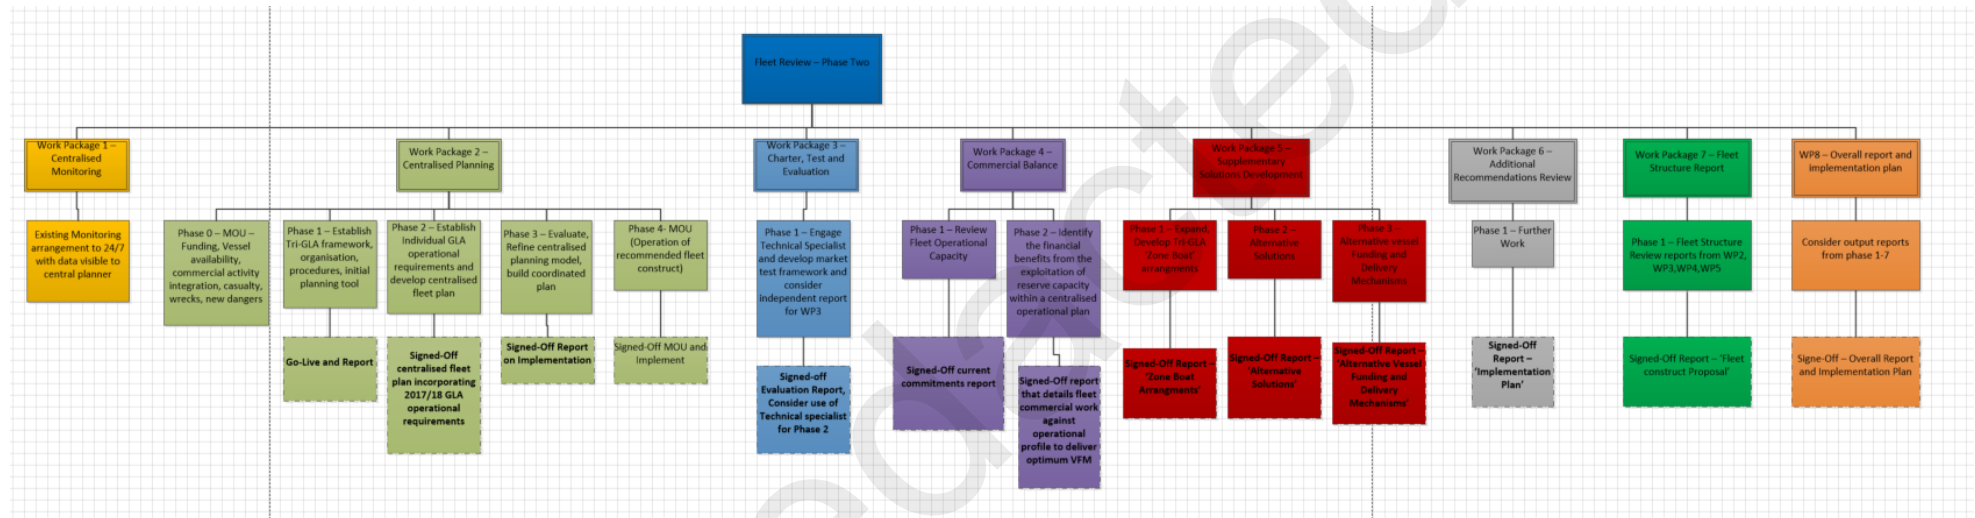 Fleet Review – Phase Two
Work Package 1 –
Centralised
Monitoring
Work Package 2 –
Centralised Planning
Work Package 3 –
Charter, Test and
Evaluation
Work Package 4 –
Commercial Balance
Work Package 5 –
Supplementary
Solutions Development
Work Package 6 –
Additional
Recommendations Review
Work Package 7 – Fleet
Structure Report
WP8 – Overall report and
implementation plan
Existing Monitoring
arrangement to 24/7
with data visible to
central planner
Phase 0 – MOU –
Funding, Vessel
availability,
commercial activity
integration, casualty,
wrecks, new dangers
Phase 1 – Establish
Tri-GLA framework,
organisation,
procedures, initial
planning tool
Phase 2 – Establish
Individual GLA
operational
requirements and
develop centralised
fleet plan
Phase 3 – Evaluate,
Refine centralised
planning model,
build coordinated
plan
Phase 4- MOU
(Operation of
recommended fleet
construct)
Phase 1 – Engage
Technical Specialist
and develop market
test framework and
consider
independent report
for WP3
Phase 1 – Review
Fleet Operational
Capacity
Phase 2 – Identify
the financial
benefits from the
exploitation of
reserve capacity
within a centralised
operational plan
Phase 1 – Expand,
Develop Tri-GLA
'Zone Boat'
arrangments
Phase 2 –
Alternative
Solutions
Phase 3 –
Alternative vessel
Funding and
Delivery
Mechanisms
Phase 1 – Further
Work
Phase 1 – Fleet Structure
Review reports from WP2,
WP3,WP4,WP5
Consider output reports
from phase 1-7
Go-Live and Report
Signed-Off
centralised fleet
plan incorporating
2017/18 GLA
operational
requirements
Signed-Off Report
on Implementation
Signed-Off MOU and
Implement
Signed-off
Evaluation Report,
Consider use of
Technical specialist
for Phase 2
Signed-Off current
commitments report
Signed-Off report
that details fleet
commercial work
against
operational
profile to deliver
optimum VFM
Signed-Off Report –
'Zone Boat
Arrangments'
Signed-Off Report –
'Alternative
Solutions'
Signed-Off Report –
'Alternative Vessel
Funding and
Delivery
Mechanisms'
Signed-Off
Report –
'Implementation
Plan'
Signed-Off Report – 'Fleet
construct Proposal'
Signe-Off – Overall Report
and Implementation Plan